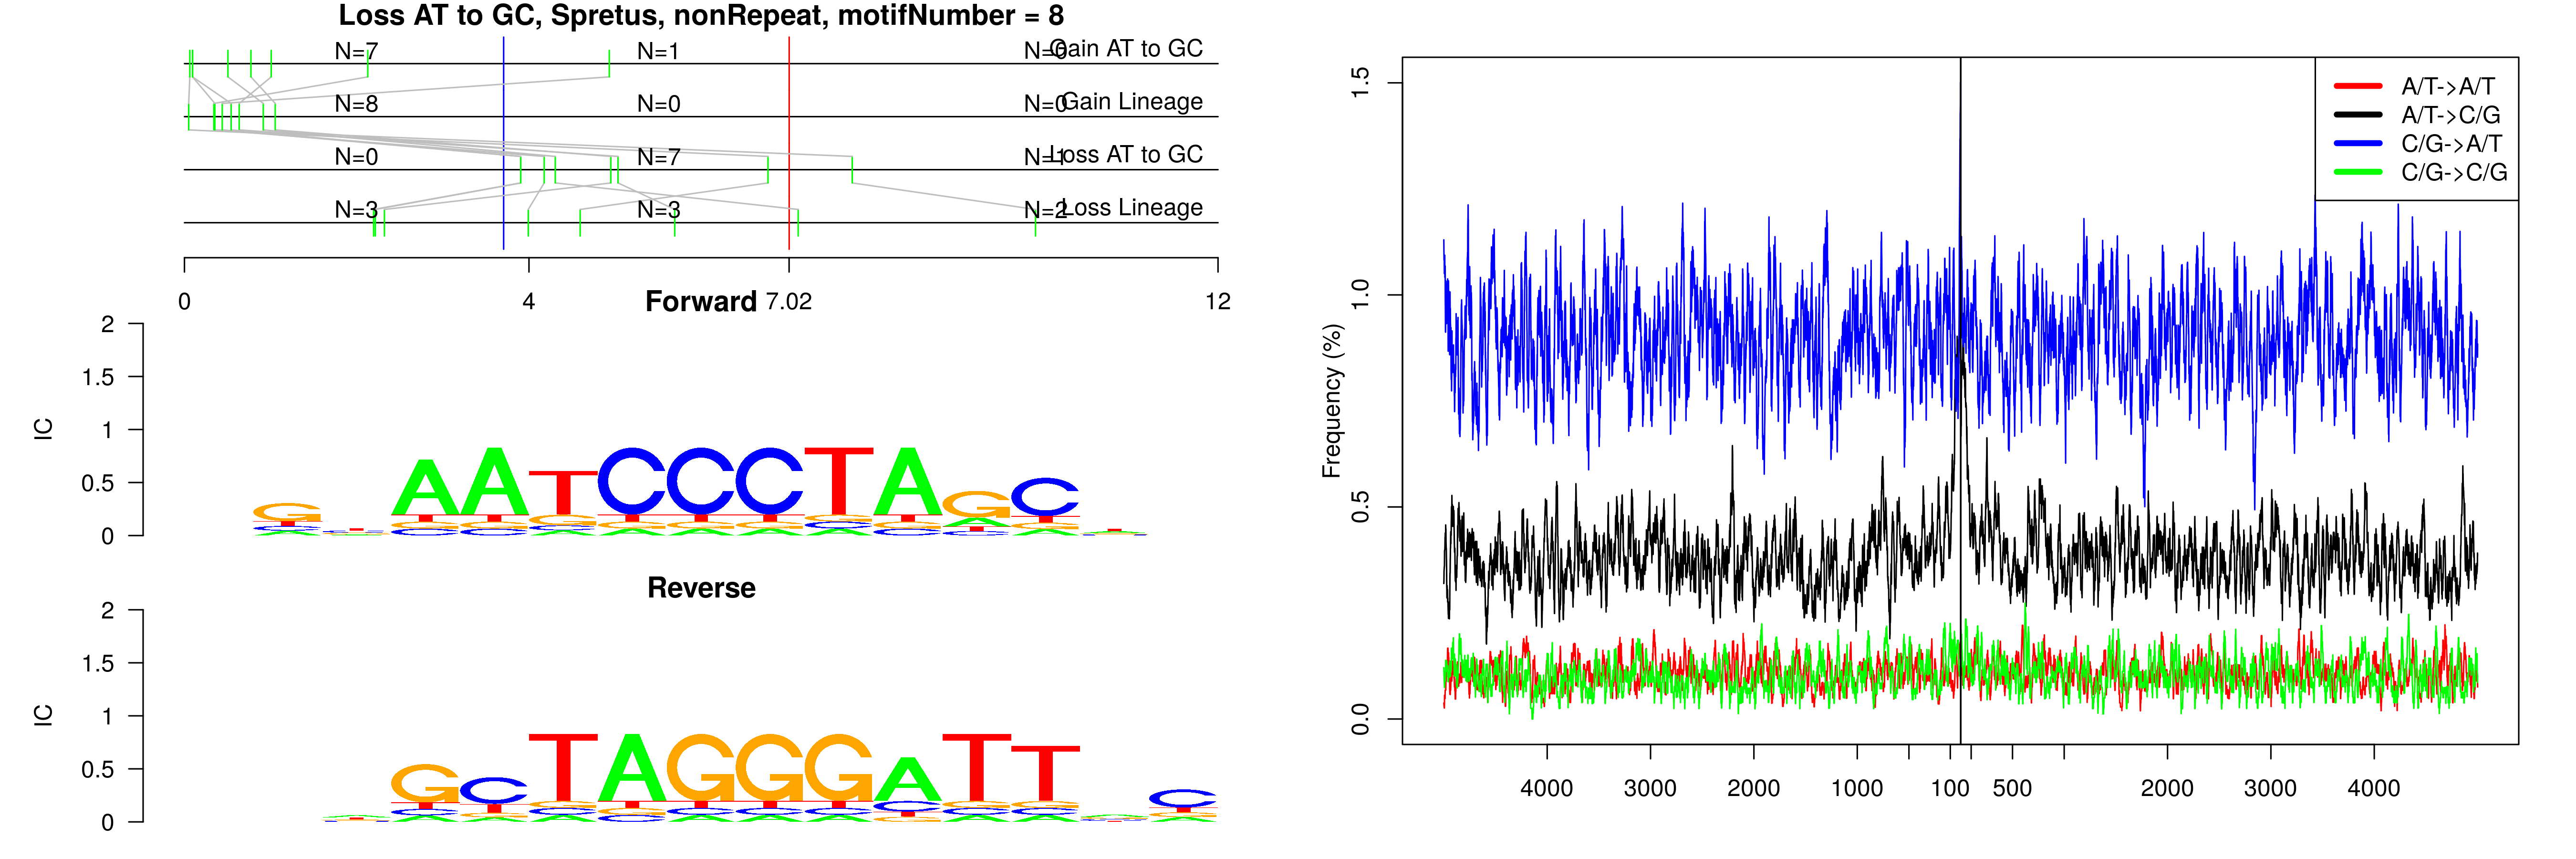 Loss AT to GC, Spretus, nonRepeat, motifNumber = 8
N=7 N=1 N=0 Gain AT to GC
N=8 N=0 N=0 Gain Lineage
N=0 N=7 N=1 Loss AT to GC
N=3 N=3 N=2 Loss Lineage
0 4 7.02 12
Forward
IC
2
1.5
1
0.5
0
GAATCCCTAGC
Reverse
IC
2
1.5
1
0.5
0
GCTAGGGATTC
Frequency (%)
1.5
1.0
0.5
0.0
A/T->A/T
A/T->C/G
C/G->A/T
C/G->C/G
4000 3000 2000 1000 100 500 2000 3000 4000